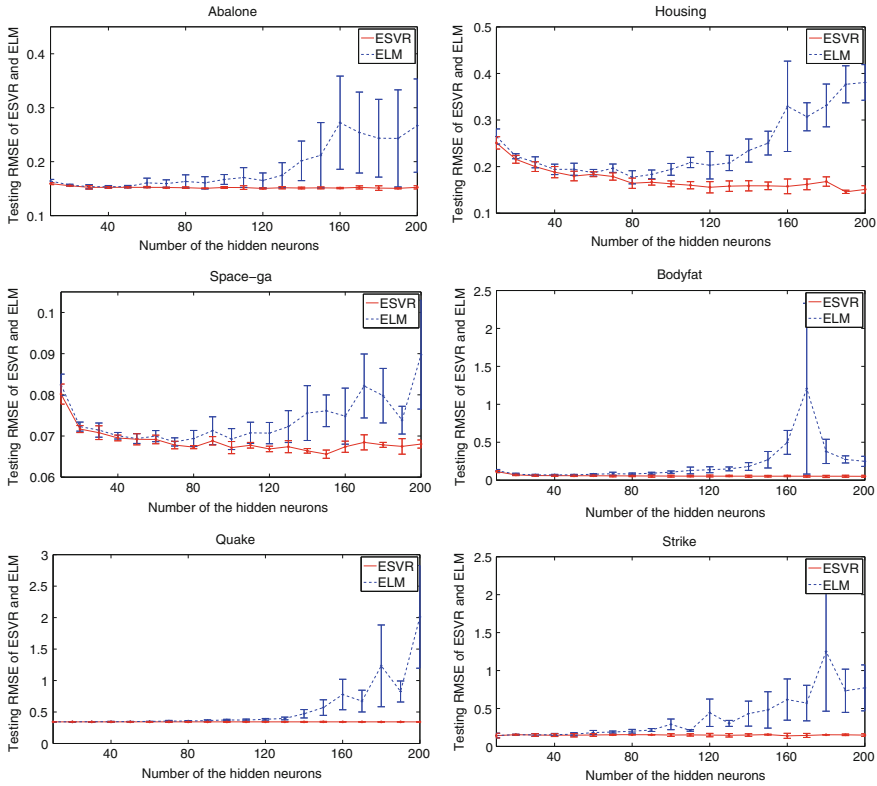 Abalone
Testing RMSE of ESVR and ELM
0.4
0.3
0.2
0.1
ESVR
ELM
40
80
120
160
200
Number of the hidden neurons
Housing
Testing RMSE of ESVR and ELM
0.5
0.4
0.3
0.2
0.1
ESVR
ELM
40
80
120
160
200
Number of the hidden neurons
Space-ga
Testing RMSE of ESVR and ELM
0.1
0.09
0.08
0.07
0.06
ESVR
ELM
40
80
120
160
200
Number of the hidden neurons
Bodyfat
Testing RMSE of ESVR and ELM
2.5
2
1.5
1
0.5
0
ESVR
ELM
40
80
120
160
200
Number of the hidden neurons
Quake
Testing RMSE of ESVR and ELM
3
2.5
2
1.5
1
0.5
0
ESVR
ELM
40
80
120
160
200
Number of the hidden neurons
Strike
Testing RMSE of ESVR and ELM
2.5
2
1.5
1
0.5
0
ESVR
ELM
40
80
120
160
200
Number of the hidden neurons